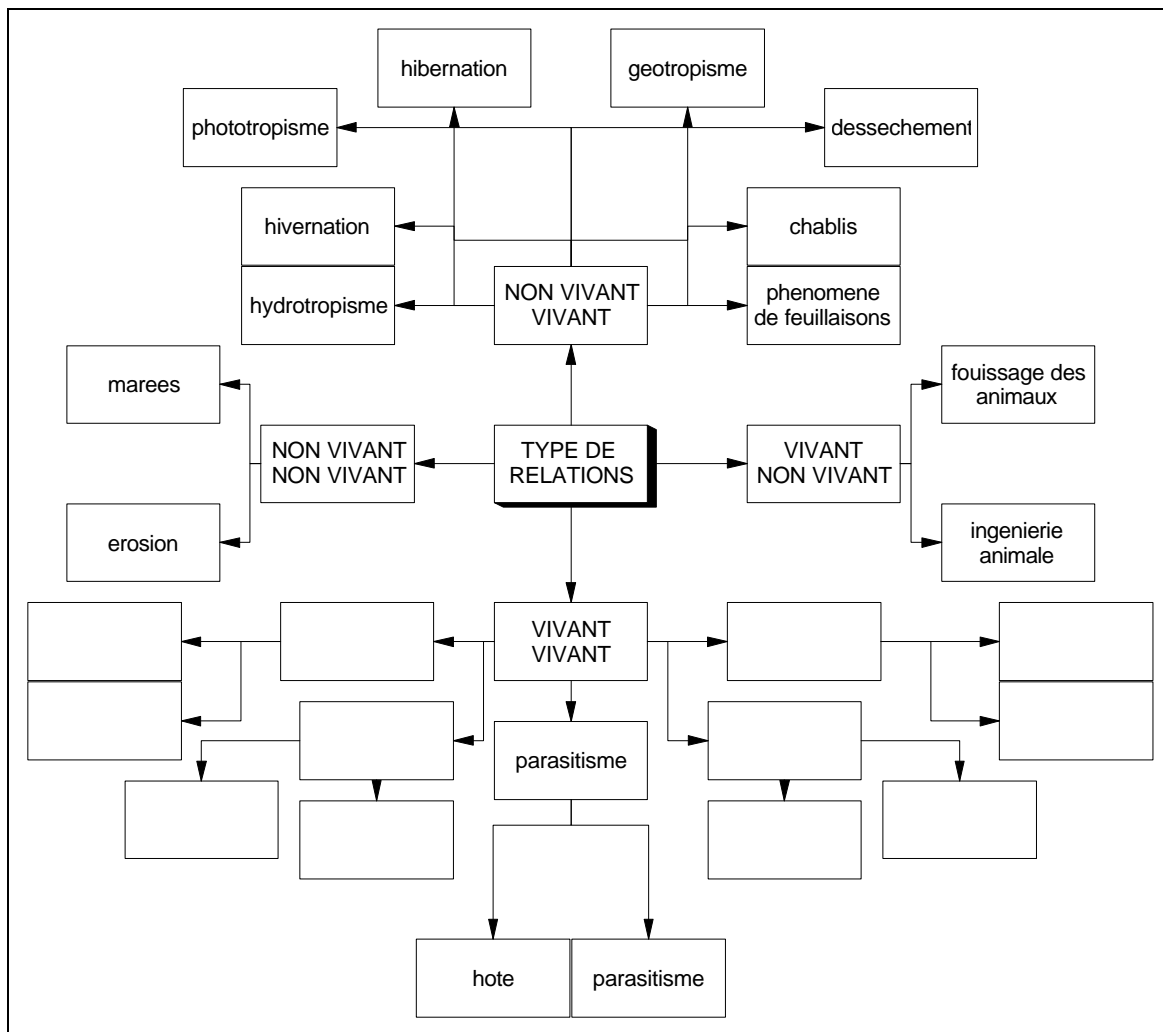 hibernation
geotropisme
phototropisme
dessechement
hivernation
chablis
hydrotropisme
NON VIVANT
VIVANT
phenomene
de feuillaisons
marees
fouissage des
animaux
NON VIVANT
NON VIVANT
TYPE DE
RELATIONS
VIVANT
NON VIVANT
erosion
ingenierie
animale
VIVANT
VIVANT
parasitisme
hote
parasitisme